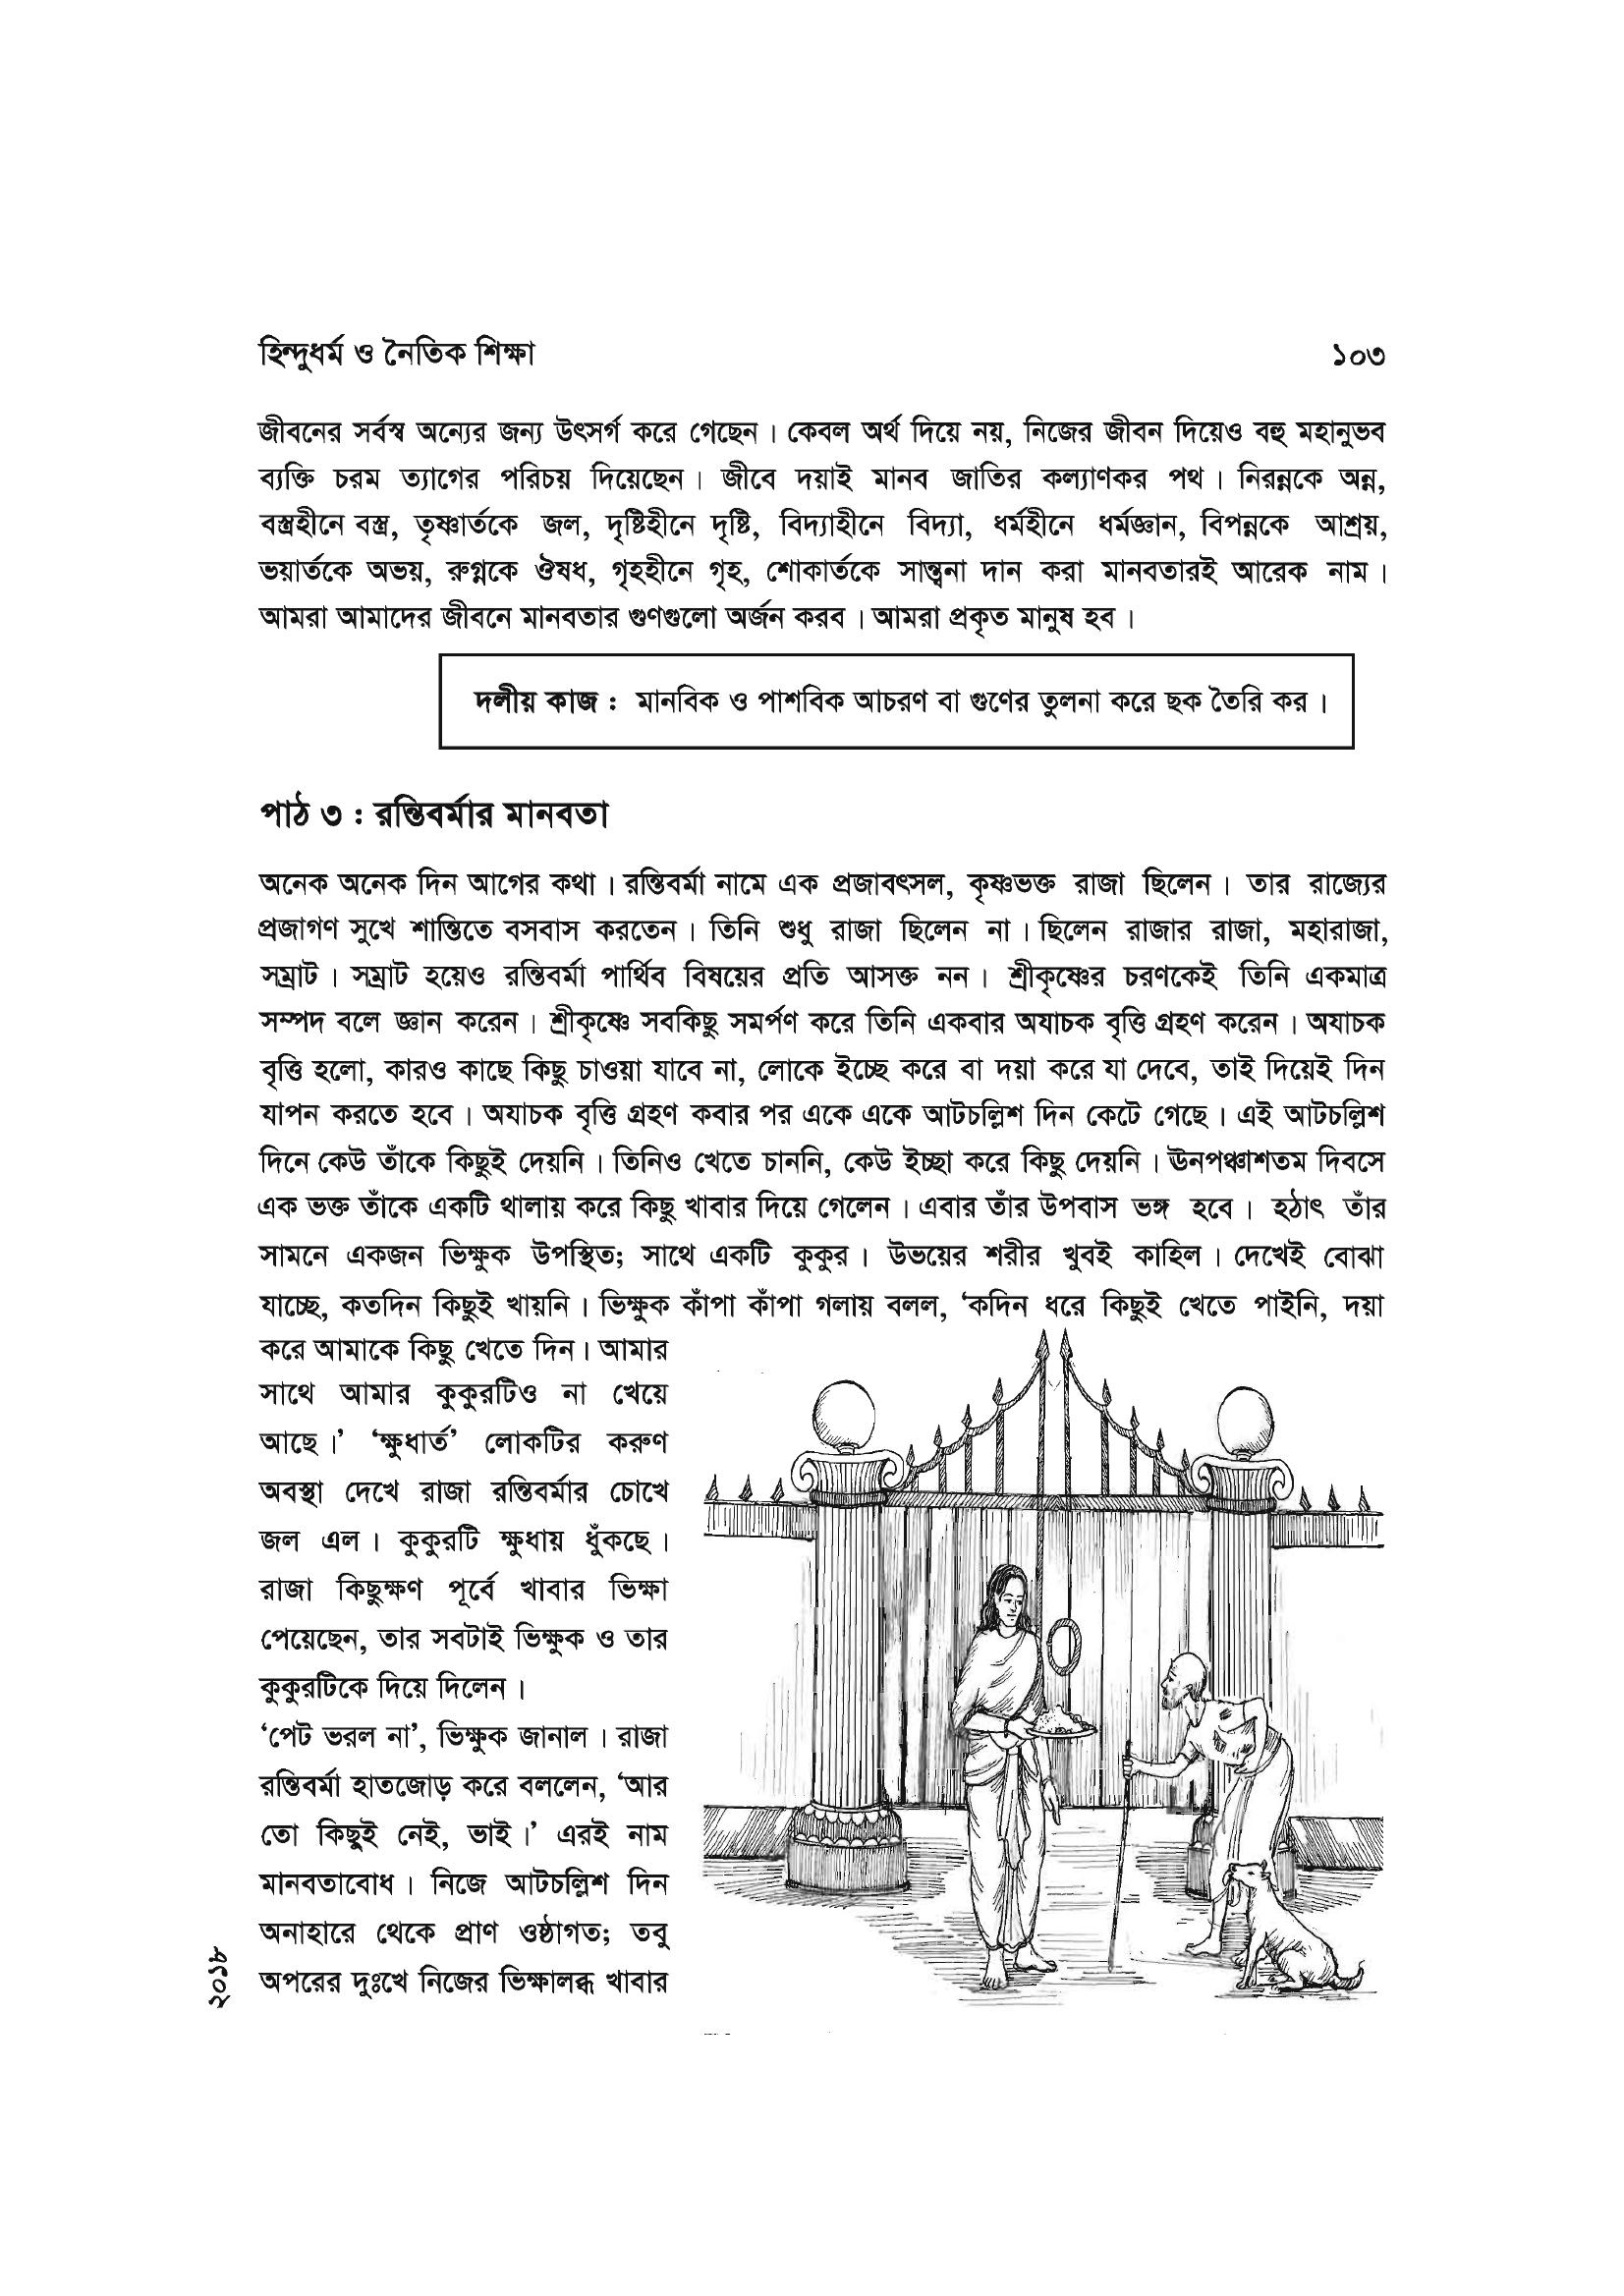 হিন্দুধর্ম ও নৈতিক শিক্ষা ১০৩
জীবনের সর্বস্ব অন্যের জন্য উৎসর্গ করে গেছেন। কেবল অর্থ দিয়ে নয়, নিজের জীবন দিয়েও বহু মহানুভব
ব্যক্তি চরম ত্যাগের পরিচয় দিয়েছেন। জীবে দয়াই মানব জাতির কল্যাণকর পথ। নিরন্নকে অন্ন,
বস্ত্রহীনে বস্ত্র, তৃষ্ণার্তকে জল, দৃষ্টিহীনে দৃষ্টি, বিদ্যাহীনে বিদ্যা, ধর্মহীনে ধর্মজ্ঞান, বিপন্নকে আশ্রয়,
ভয়ার্তকে অভয়, রুগ্নকে ঔষধ, গৃহহীনে গৃহ, শোকার্তকে সান্ত্বনা দান করা মানবতারই আরেক নাম।
আমরা আমাদের জীবনে মানবতার গুণগুলো অর্জন করব। আমরা প্রকৃত মানুষ হব।
দলীয় কাজ : মানবিক ও পাশবিক আচরণ বা গুণের তুলনা করে ছক তৈরি কর।
পাঠ ৩ : রন্তিবর্মার মানবতা
অনেক অনেক দিন আগের কথা। রন্তিবর্মা নামে এক প্রজাবৎসল, কৃষ্ণভক্ত রাজা ছিলেন। তার রাজ্যের
প্রজাগণ সুখে শান্তিতে বসবাস করতেন। তিনি শুধু রাজা ছিলেন না। ছিলেন রাজার রাজা, মহারাজা,
সম্রাট। সম্রাট হয়েও রন্তিবর্মা পার্থিব বিষয়ের প্রতি আসক্ত নন। শ্রীকৃষ্ণের চরণকেই তিনি একমাত্র
সম্পদ বলে জ্ঞান করেন। শ্রীকৃষ্ণে সবকিছু সমর্পণ করে তিনি একবার অযাচক বৃত্তি গ্রহণ করেন। অযাচক
বৃত্তি হলো, কারও কাছে কিছু চাওয়া যাবে না, লোকে ইচ্ছে করে বা দয়া করে যা দেবে, তাই দিয়েই দিন
যাপন করতে হবে। অযাচক বৃত্তি গ্রহণ কবার পর একে একে আটচল্লিশ দিন কেটে গেছে। এই আটচল্লিশ
দিনে কেউ তাঁকে কিছুই দেয়নি। তিনিও খেতে চাননি, কেউ ইচ্ছা করে কিছু দেয়নি। ঊনপঞ্চাশতম দিবসে
এক ভক্ত তাঁকে একটি থালায় করে কিছু খাবার দিয়ে গেলেন। এবার তাঁর উপবাস ভঙ্গ হবে। হঠাৎ তাঁর
সামনে একজন ভিক্ষুক উপস্থিত; সাথে একটি কুকুর। উভয়ের শরীর খুবই কাহিল। দেখেই বোঝা
যাচ্ছে, কতদিন কিছুই খায়নি। ভিক্ষুক কাঁপা কাঁপা গলায় বলল, ‘কদিন ধরে কিছুই খেতে পাইনি, দয়া
করে আমাকে কিছু খেতে দিন। আমার
সাথে আমার কুকুরটিও না খেয়ে
আছে।’ ‘ক্ষুধার্ত’ লোকটির করুণ
অবস্থা দেখে রাজা রন্তিবর্মার চোখে
জল এল। কুকুরটি ক্ষুধায় ধুঁকছে।
রাজা কিছুক্ষণ পূর্বে খাবার ভিক্ষা
পেয়েছেন, তার সবটাই ভিক্ষুক ও তার
কুকুরটিকে দিয়ে দিলেন।
‘পেট ভরল না’, ভিক্ষুক জানাল। রাজা
রন্তিবর্মা হাতজোড় করে বললেন, ‘আর
তো কিছুই নেই, ভাই।’ এরই নাম
মানবতাবোধ। নিজে আটচল্লিশ দিন
অনাহারে থেকে প্রাণ ওষ্ঠাগত; তবু
অপরের দুঃখে নিজের ভিক্ষালব্ধ খাবার
২০১৮